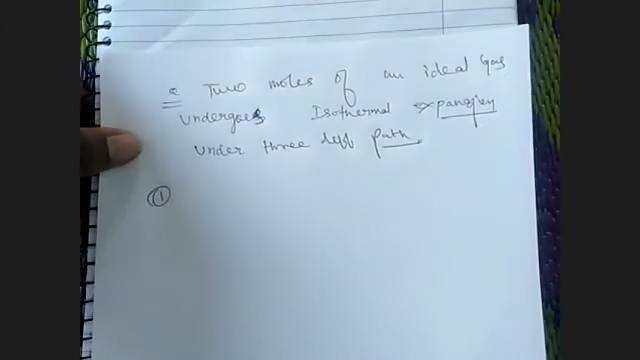 Q Two moles of an ideal gas
undergoes Isothermal expansion
under three diff path
①